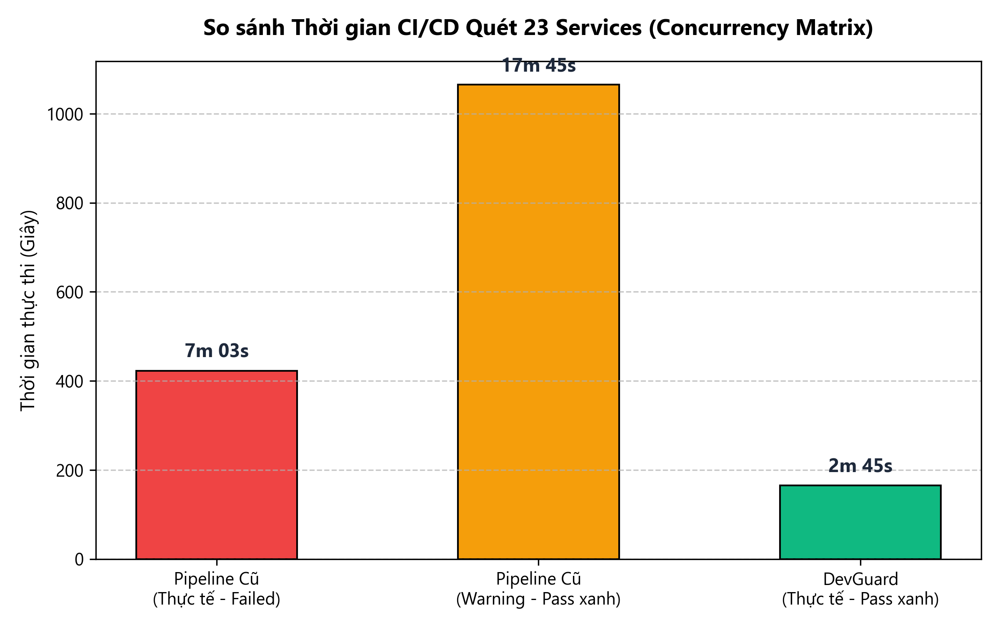 So sánh Thời gian CI/CD Quét 23 Services (Concurrency Matrix)
Thời gian thực thi (Giây)
1000
800
600
400
200
0
7m 03s
17m 45s
2m 45s
Pipeline Cũ
(Thực tế - Failed)
Pipeline Cũ
(Warning - Pass xanh)
DevGuard
(Thực tế - Pass xanh)